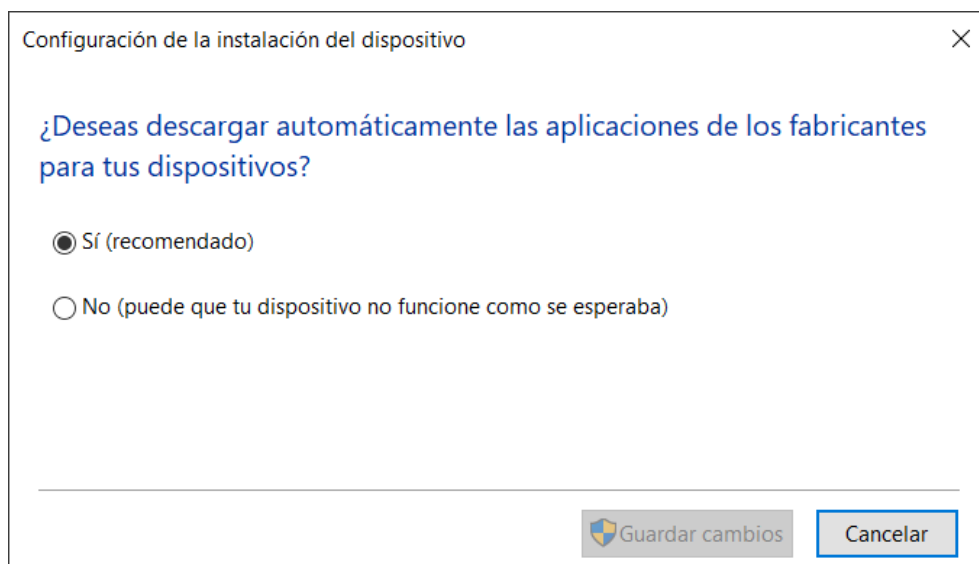 Configuración de la instalación del dispositivo
¿Deseas descargar automáticamente las aplicaciones de los fabricantes
para tus dispositivos?
Sí (recomendado)
No (puede que tu dispositivo no funcione como se esperaba)
Guardar cambios
Cancelar